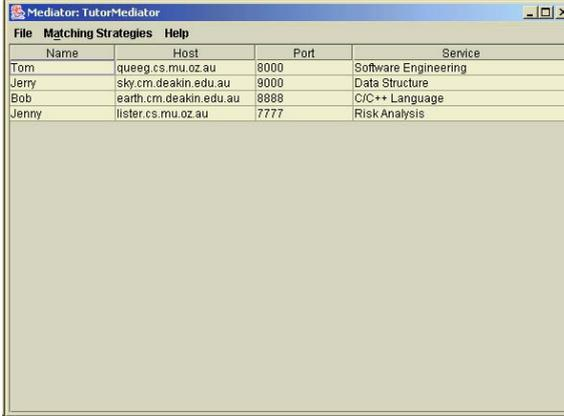 Mediator: TutorMediator
File Matching Strategies Help
Name Host Port Service
Tom queeg.cs.mu.oz.au 8000 Software Engineering
Jerry sky.cm.deakin.edu.au 9000 Data Structure
Bob earth.cm.deakin.edu.au 8888 C/C++ Language
Jenny lister.cs.mu.oz.au 7777 Risk Analysis